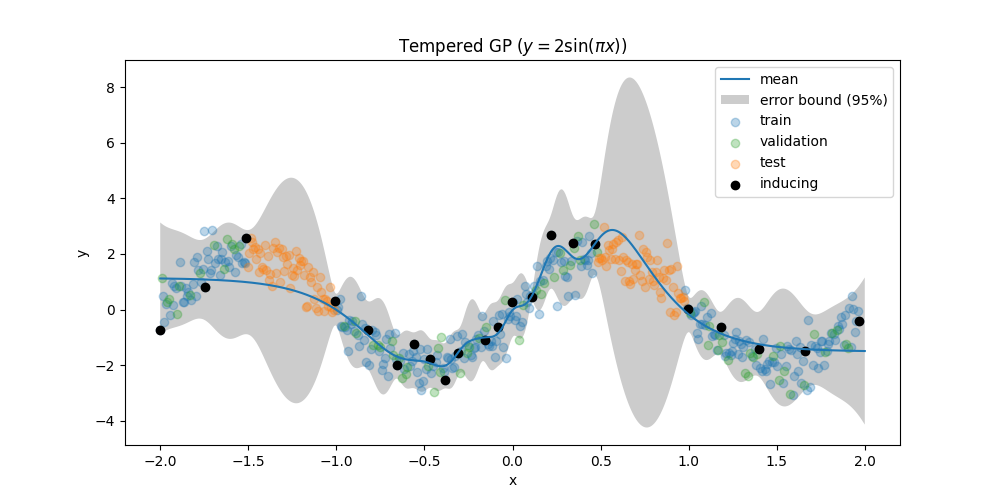 Tempered GP (y = 2sin(πx))
y
8
6
4
2
0
−2
−4
mean
error bound (95%)
train
validation
test
inducing
−2.0 −1.5 −1.0 −0.5 0.0 0.5 1.0 1.5 2.0
x